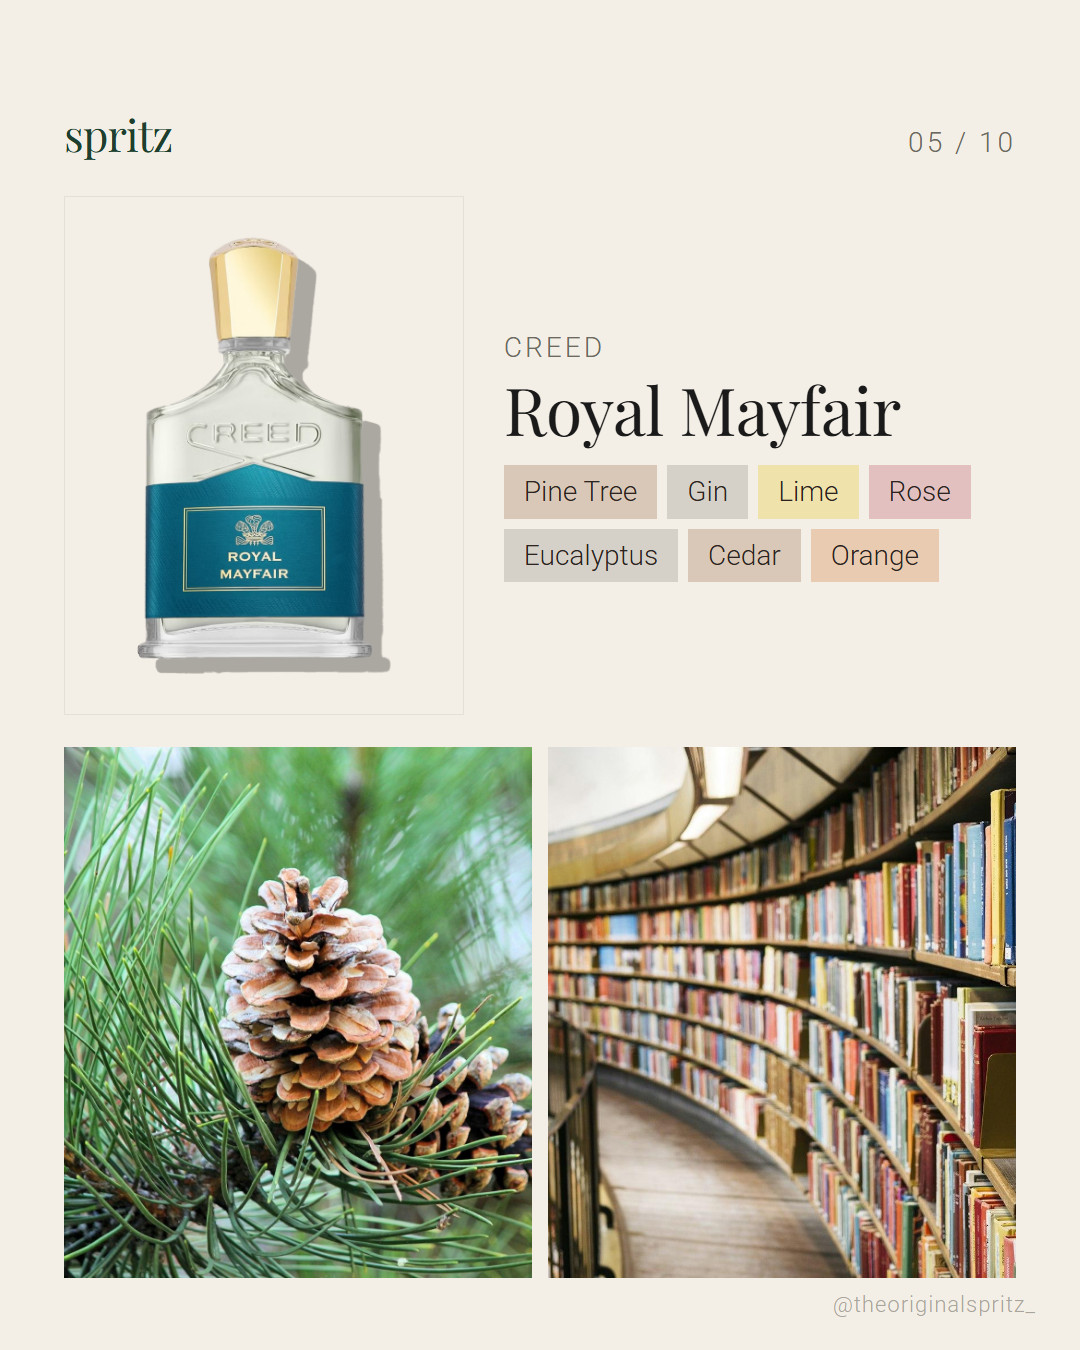 spritz
05 / 10
CREED
ROYAL
MAYFAIR
CREED
Royal Mayfair
Pine Tree Gin Lime Rose
Eucalyptus Cedar Orange
@theoriginalspritz_